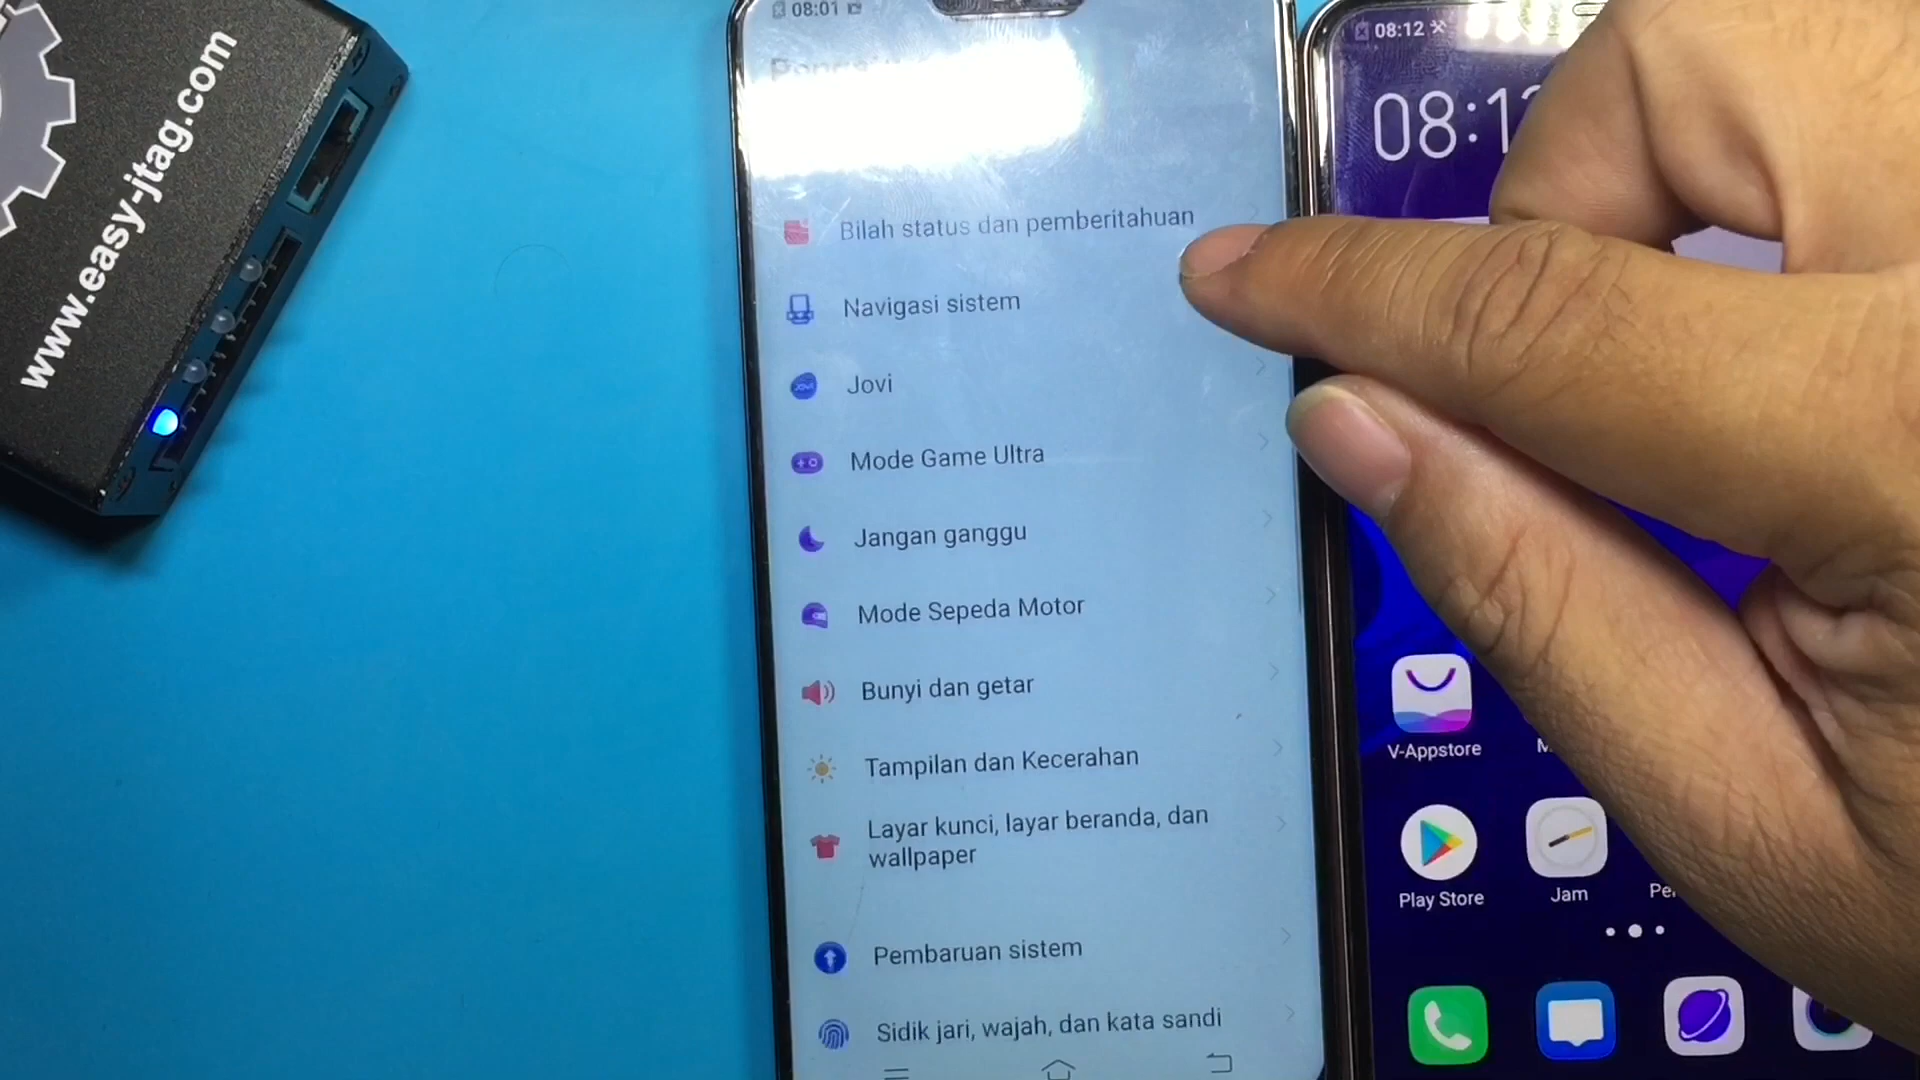 www.easy-jtag.com
08:01
Bilah status dan pemberitahuan
Navigasi sistem
Jovi
Mode Game Ultra
Jangan ganggu
Mode Sepeda Motor
Bunyi dan getar
Tampilan dan Kecerahan
Layar kunci, layar beranda, dan
wallpaper
Pembaruan sistem
Sidik jari, wajah, dan kata sandi
08:12
V-Appstore
Play Store
Jam